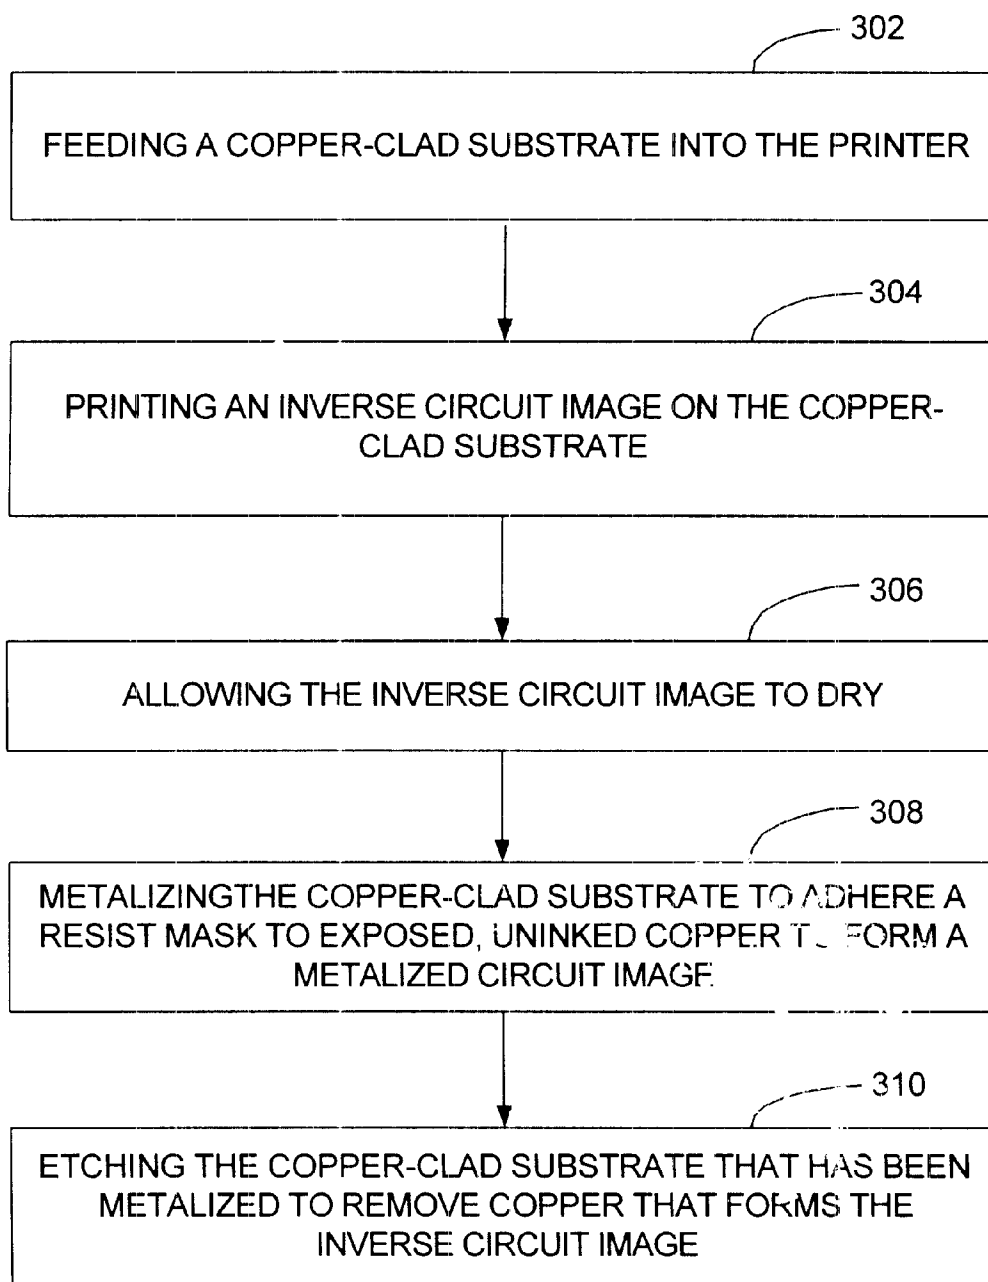 302
FEEDING A COPPER-CLAD SUBSTRATE INTO THE PRINTER
304
PRINTING AN INVERSE CIRCUIT IMAGE ON THE COPPER-
CLAD SUBSTRATE
306
ALLOWING THE INVERSE CIRCUIT IMAGE TO DRY
308
METALIZINGTHE COPPER-CLAD SUBSTRATE TO ADHERE A
RESIST MASK TO EXPOSED, UNINKED COPPER TO FORM A
METALIZED CIRCUIT IMAGE.
310
ETCHING THE COPPER-CLAD SUBSTRATE THAT HAS BEEN
METALIZED TO REMOVE COPPER THAT FORMS THE
INVERSE CIRCUIT IMAGE